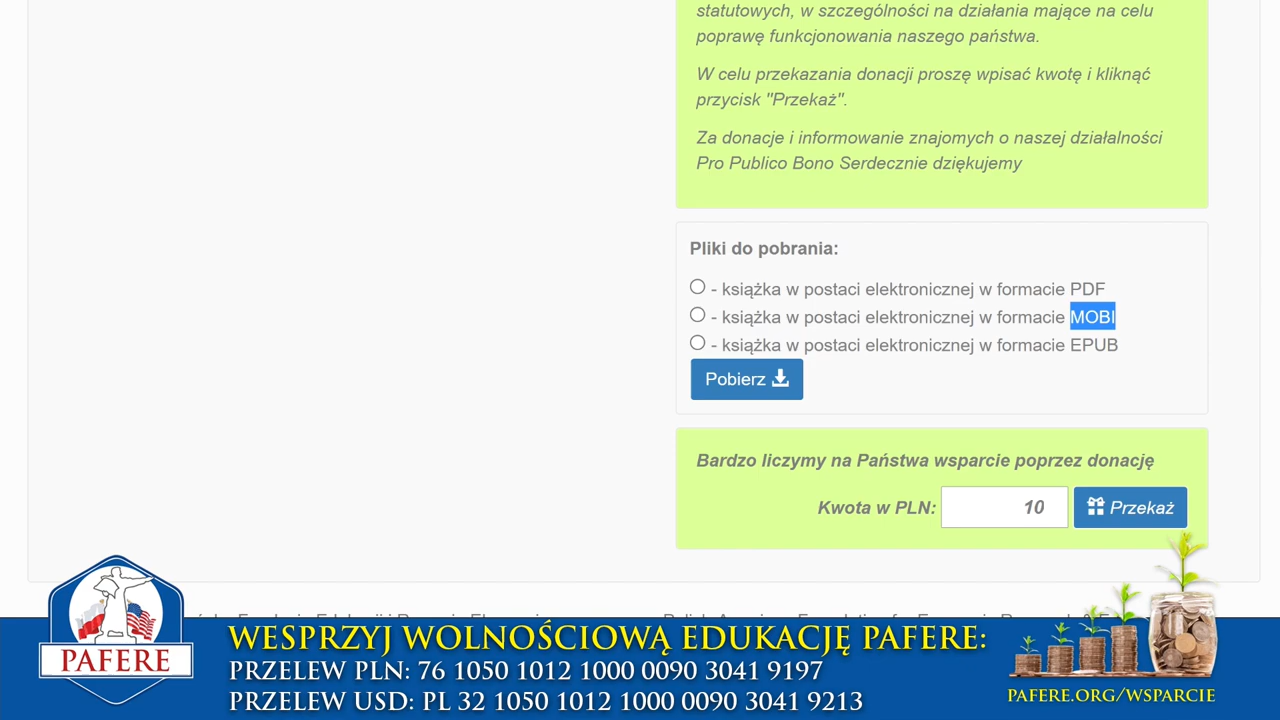 statutowych, w szczególności na działania mające na celu
poprawę funkcjonowania naszego państwa.
W celu przekazania donacji proszę wpisać kwotę i kliknąć
przycisk "Przekaż".
Za donacje i informowanie znajomych o naszej działalności
Pro Publico Bono Serdecznie dziękujemy
Pliki do pobrania:
- książka w postaci elektronicznej w formacie PDF
- książka w postaci elektronicznej w formacie MOBI
- książka w postaci elektronicznej w formacie EPUB
Pobierz
Bardzo liczymy na Państwa wsparcie poprzez donację
Kwota w PLN: 10 Przekaż
PAFERE
WESPRZYJ WOLNOŚCIOWĄ EDUKACJĘ PAFERE:
PRZELEW PLN: 76 1050 1012 1000 0090 3041 9197
PRZELEW USD: PL 32 1050 1012 1000 0090 3041 9213
PAFERE.ORG/WSPARCIE